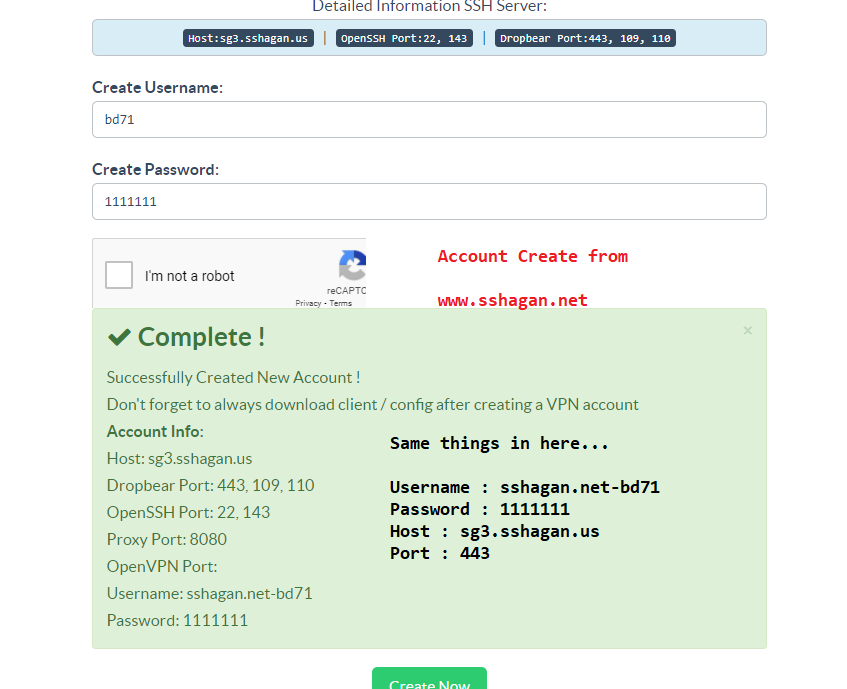 Detailed Information SSH Server:
Host:sg3.sshagan.us | OpenSSH Port:22, 143 | Dropbear Port:443, 109, 110
Create Username:
bd71
Create Password:
1111111
I'm not a robot
reCAPTC
Privacy - Terms
Account Create from
www.sshagan.net
Complete !
×
Successfully Created New Account !
Don't forget to always download client / config after creating a VPN account
Account Info:
Host: sg3.sshagan.us
Dropbear Port: 443, 109, 110
OpenSSH Port: 22, 143
Proxy Port: 8080
OpenVPN Port:
Username: sshagan.net-bd71
Password: 1111111
Same things in here...
Username : sshagan.net-bd71
Password : 1111111
Host : sg3.sshagan.us
Port : 443
Create Now